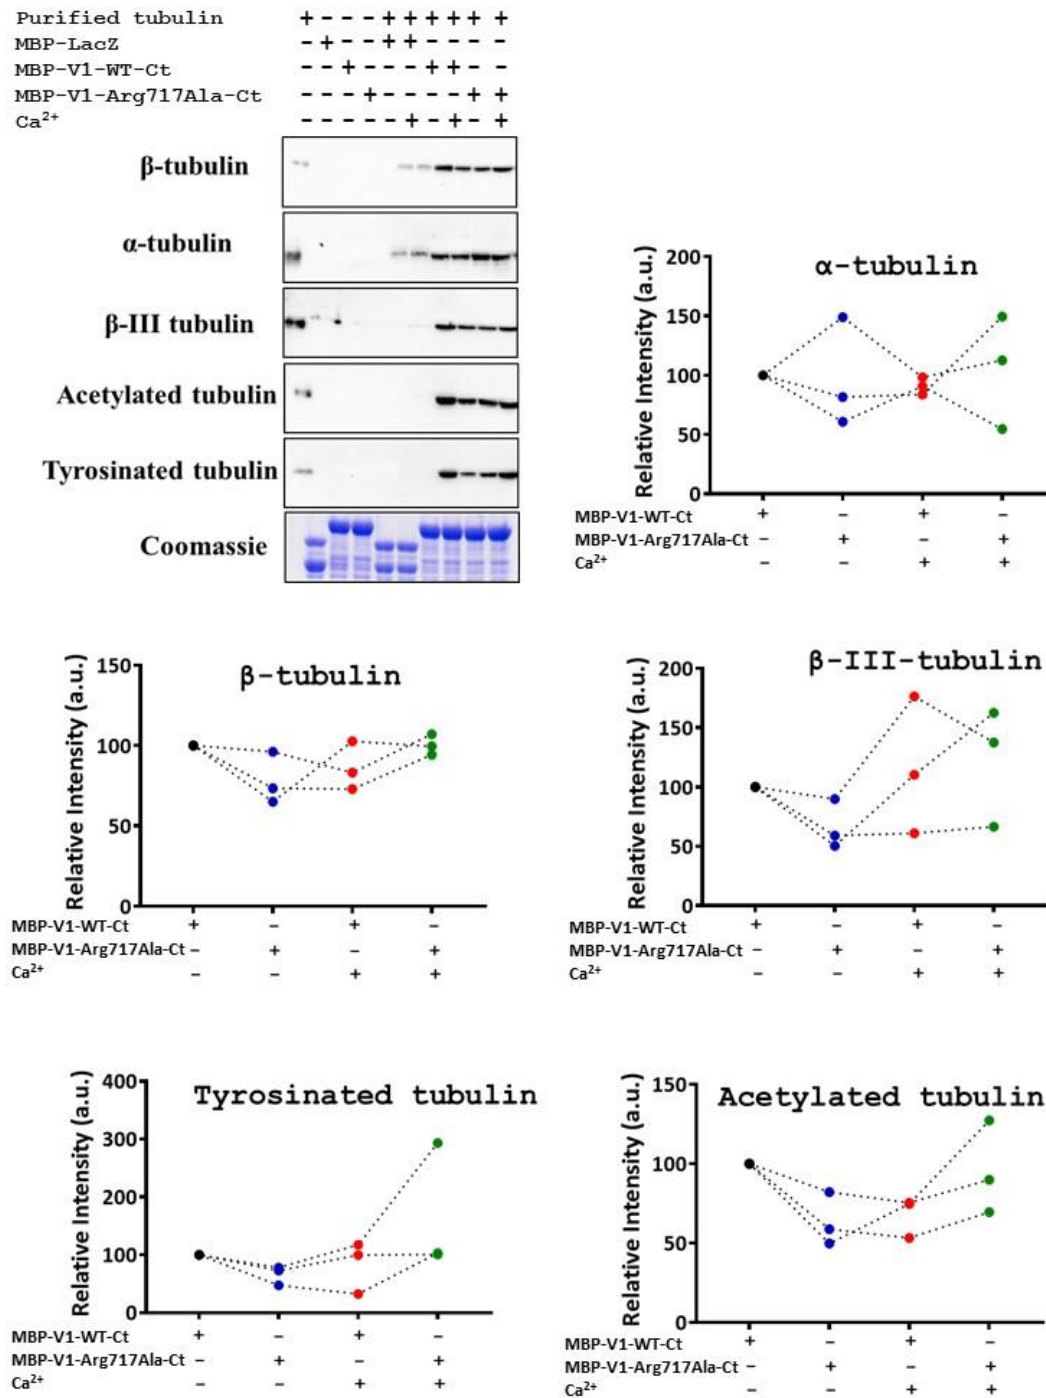 Purified tubulin + - - - + + + + + +
MBP-LacZ - + - - + + - - - -
MBP-V1-WT-Ct - - + - - - + + - -
MBP-V1-Arg717Ala-Ct - - - + - - - - + +
Ca²⁺ - - - - - + - + - +
β-tubulin
α-tubulin
β-III tubulin
Acetylated tubulin
Tyrosinated tubulin
Coomassie
α-tubulin
Relative Intensity (a.u.)
200
150
100
50
0
MBP-V1-WT-Ct + - + -
MBP-V1-Arg717Ala-Ct - + - +
Ca²⁺ - - + +
β-tubulin
Relative Intensity (a.u.)
150
100
50
0
MBP-V1-WT-Ct + - + -
MBP-V1-Arg717Ala-Ct - + - +
Ca²⁺ - - + +
β-III-tubulin
Relative Intensity (a.u.)
200
150
100
50
0
MBP-V1-WT-Ct + - + -
MBP-V1-Arg717Ala-Ct - + - +
Ca²⁺ - - + +
Tyrosinated tubulin
Relative Intensity (a.u.)
400
300
200
100
0
MBP-V1-WT-Ct + - + -
MBP-V1-Arg717Ala-Ct - + - +
Ca²⁺ - - + +
Acetylated tubulin
Relative Intensity (a.u.)
150
100
50
0
MBP-V1-WT-Ct + - + -
MBP-V1-Arg717Ala-Ct - + - +
Ca²⁺ - - + +